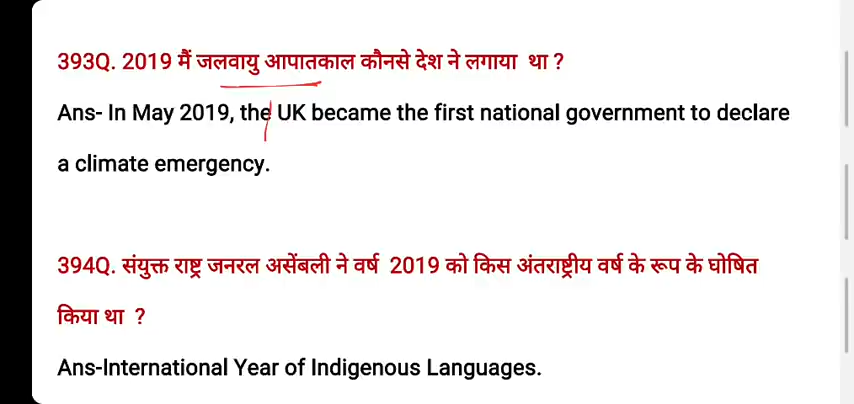 393Q. 2019 मैं जलवायु आपातकाल कौनसे देश ने लगाया था ?
Ans- In May 2019, the UK became the first national government to declare
a climate emergency.
394Q. संयुक्त राष्ट्र जनरल असेंबली ने वर्ष 2019 को किस अंतराष्ट्रीय वर्ष के रूप के घोषित
किया था ?
Ans-International Year of Indigenous Languages.